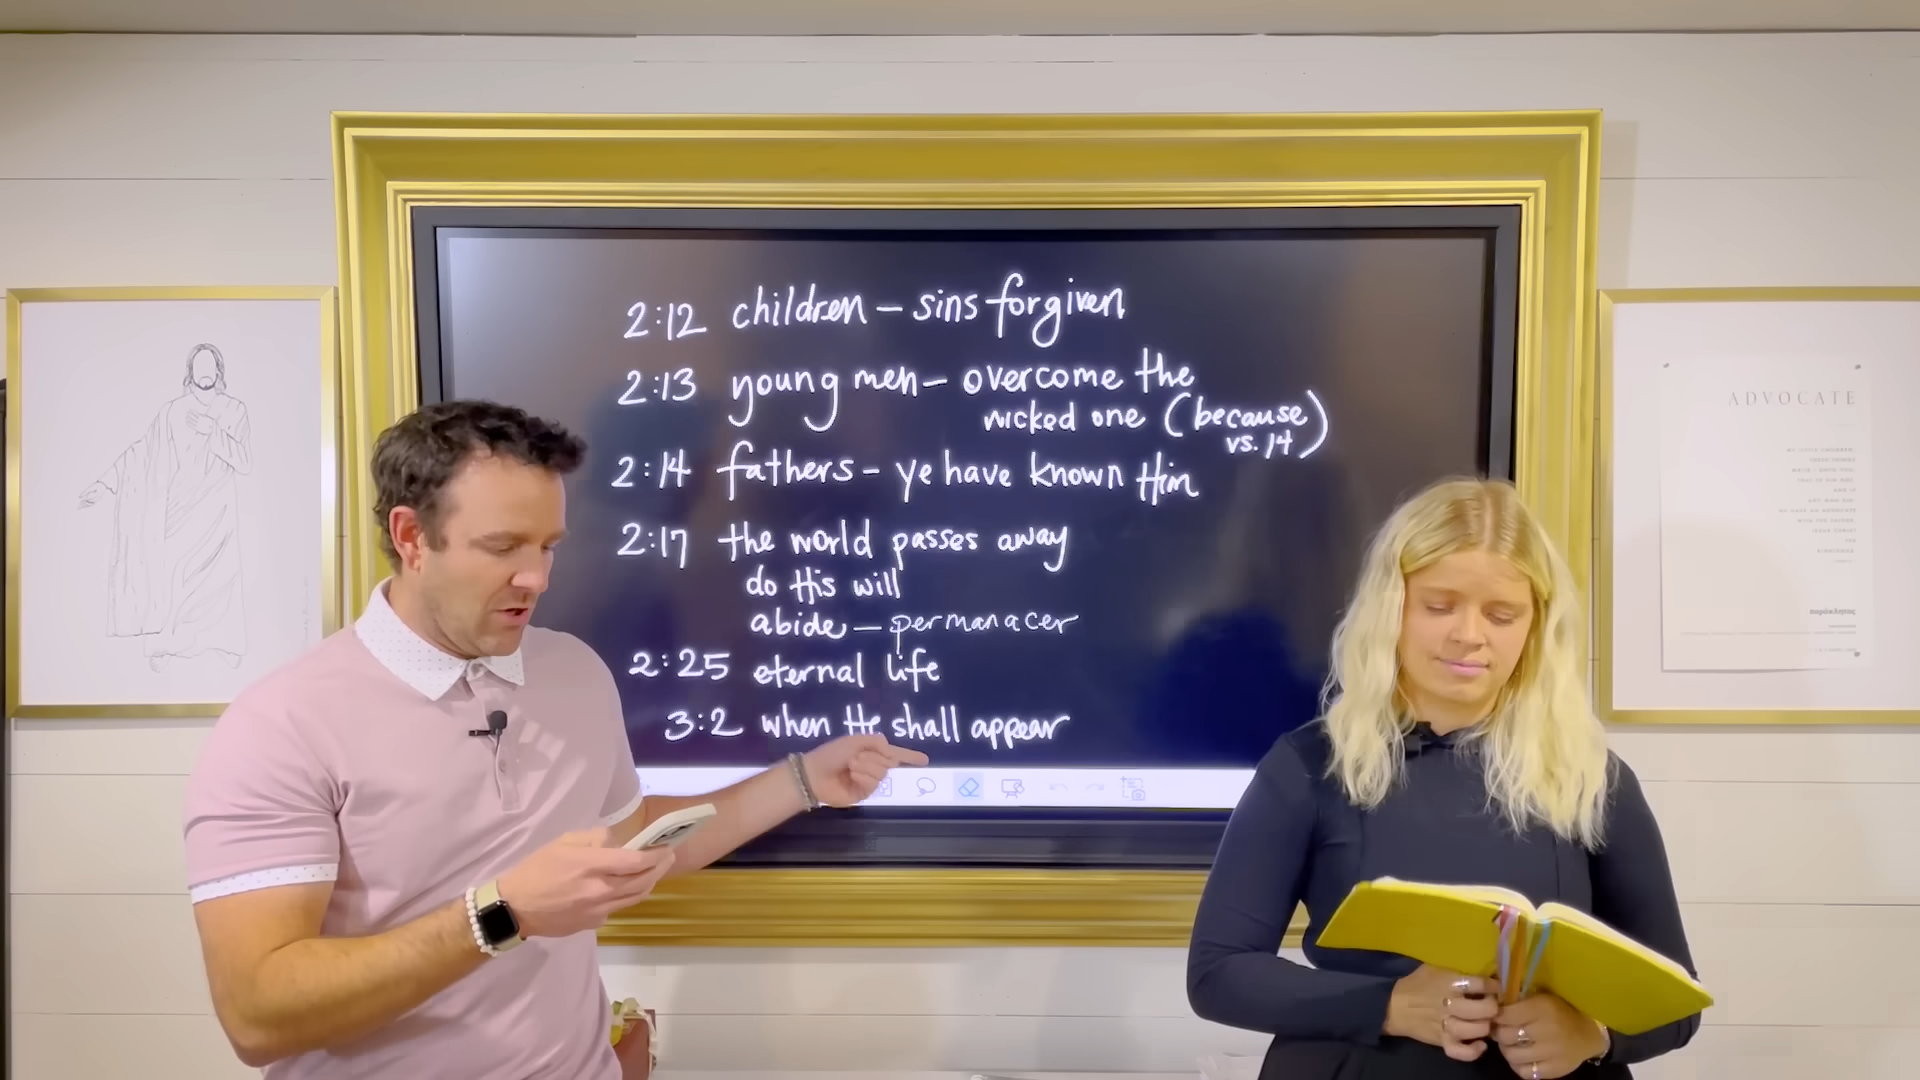 2:12 children – sins forgiven
2:13 young men – overcome the
wicked one (because
vs. 14)
2:14 fathers – ye have known Him
2:17 the world passes away
do His will
abide – permanacer
2:25 eternal life
3:2 when He shall appear
ADVOCATE